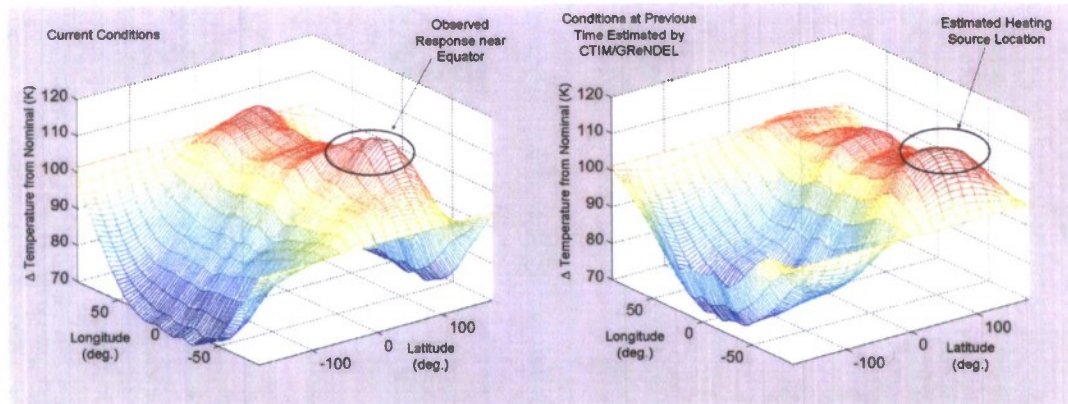 Current Conditions
Observed
Response near
Equator
Δ Temperature from Nominal (K)
120
110
100
90
80
70
50
0
-50
Longitude
(deg.)
-100
0
100
Latitude
(deg.)
Conditions at Previous
Time Estimated by
CTIM/GReNDEL
Estimated Heating
Source Location
Δ Temperature from Nominal (K)
120
110
100
90
80
70
50
0
-50
Longitude
(deg.)
-100
0
100
Latitude
(deg.)